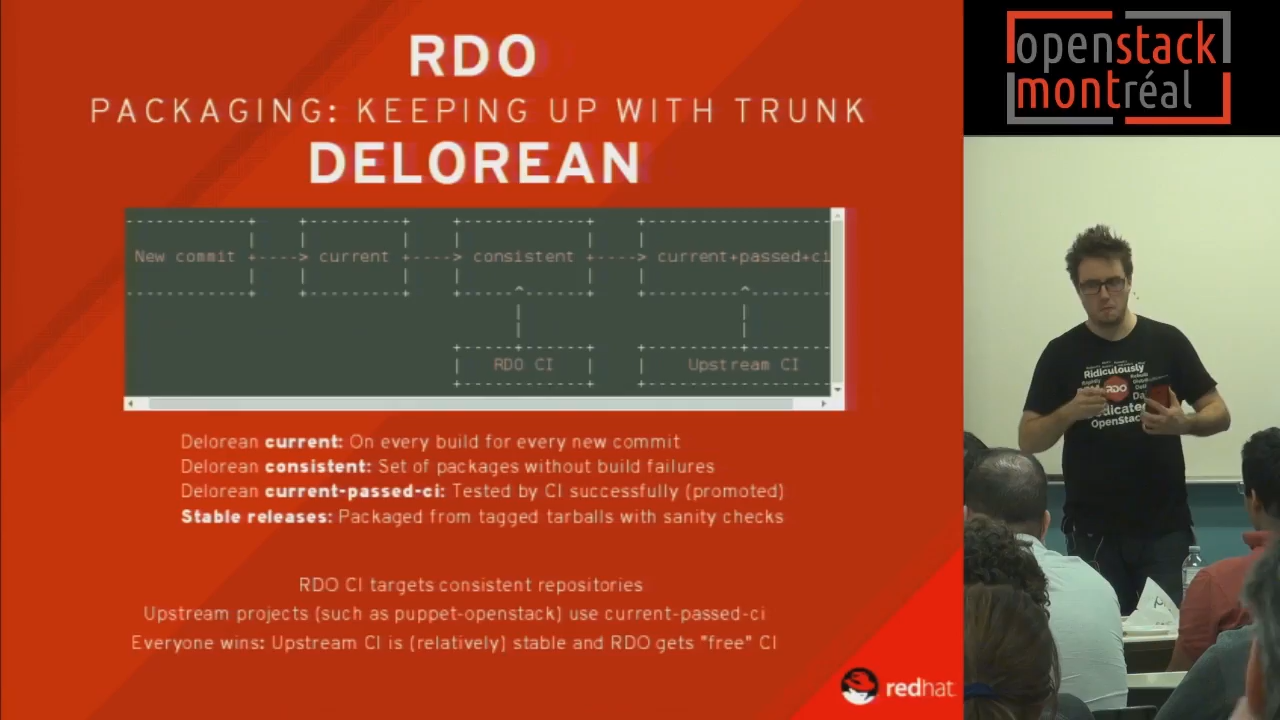 RDO
PACKAGING: KEEPING UP WITH TRUNK
DELOREAN
New commit
current
consistent
current+passed+ci
RDO CI
Upstream CI
Delorean current: On every build for every new commit
Delorean consistent: Set of packages without build failures
Delorean current-passed-ci: Tested by CI successfully (promoted)
Stable releases: Packaged from tagged tarballs with sanity checks
RDO CI targets consistent repositories
Upstream projects (such as puppet-openstack) use current-passed-ci
Everyone wins: Upstream CI is (relatively) stable and RDO gets "free" CI
redhat
openstack
montréal
Ridiculously
RDO
OpenStack